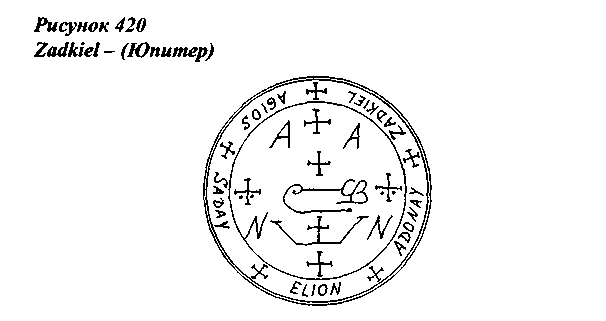 Рисунок 420
Zadkiel – (Юпитер)
AGIOS
ZADKIEL
ADONAY
ELION
SADAY
A A
N N